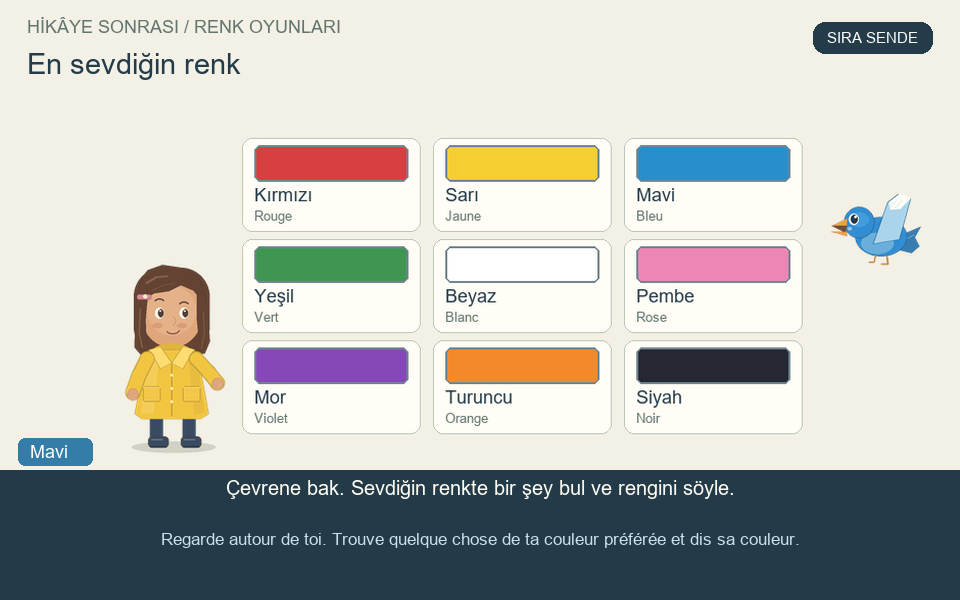 HİKÂYE SONRASI / RENK OYUNLARI
SIRA SENDE
En sevdiğin renk
Kırmızı
Rouge
Sarı
Jaune
Mavi
Bleu
Yeşil
Vert
Beyaz
Blanc
Pembe
Rose
Mor
Violet
Turuncu
Orange
Siyah
Noir
Mavi
Çevrene bak. Sevdiğin renkte bir şey bul ve rengini söyle.
Regarde autour de toi. Trouve quelque chose de ta couleur préférée et dis sa couleur.